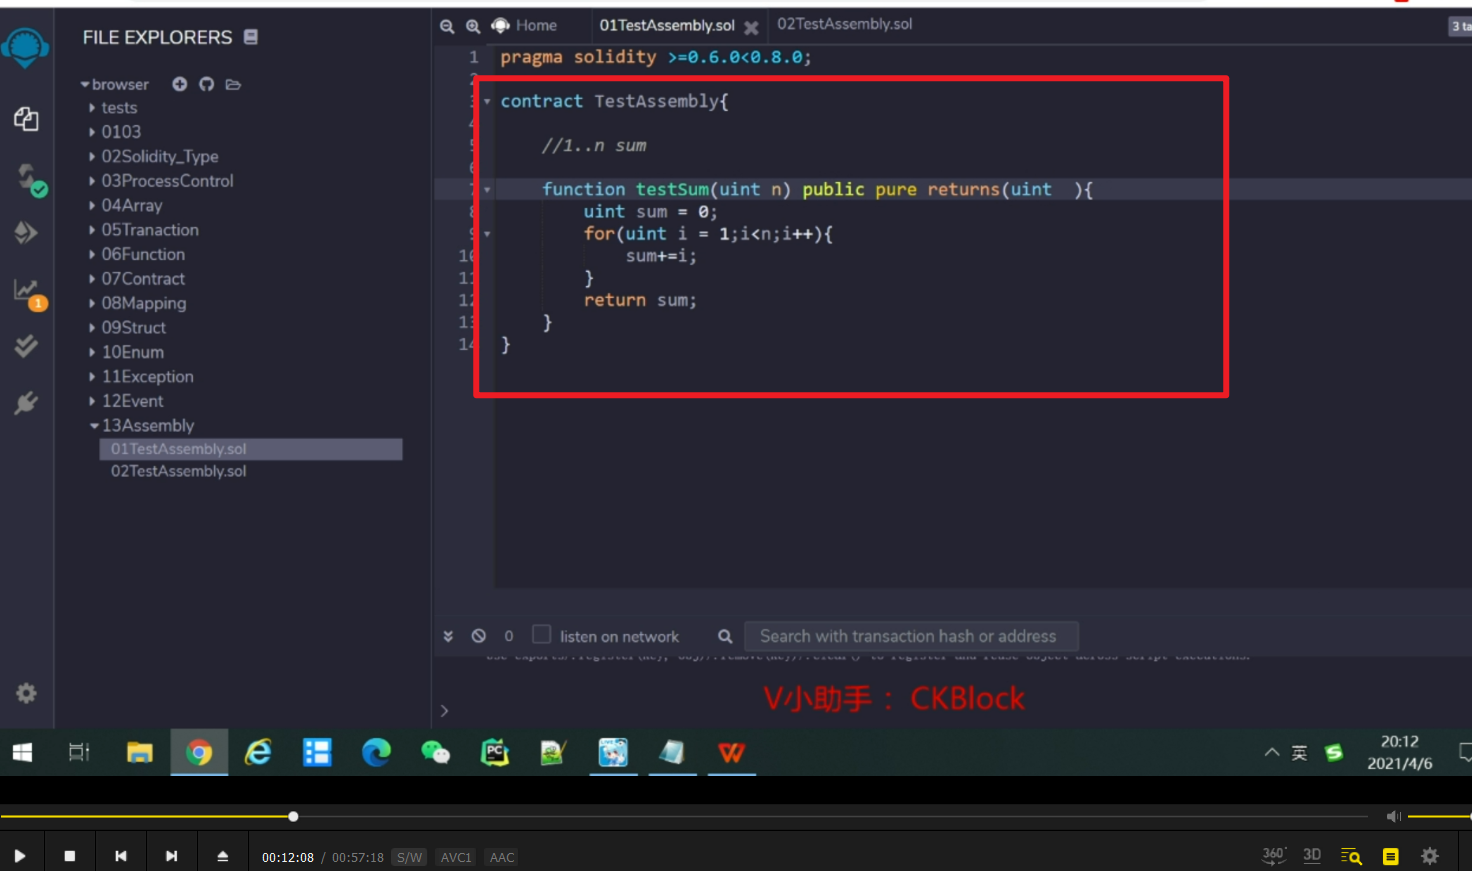 FILE EXPLORERS
browser
tests
0103
02Solidity_Type
03ProcessControl
04Array
05Tranaction
06Function
07Contract
08Mapping
09Struct
10Enum
11Exception
12Event
13Assembly
01TestAssembly.sol
02TestAssembly.sol
1
Home
01TestAssembly.sol
02TestAssembly.sol
3 ta
1 pragma solidity >=0.6.0<0.8.0;
2
3 contract TestAssembly{
4
5 //1..n sum
6
7 function testSum(uint n) public pure returns(uint  ){
8 uint sum = 0;
9 for(uint i = 1;i<n;i++){
10 sum+=i;
11 }
12 return sum;
13 }
14 }
0
listen on network
Search with transaction hash or address
V小助手： CKBlock
PC
英
S
20:12
2021/4/6
00:12:08 / 00:57:18 S/W AVC1 AAC
360° 3D